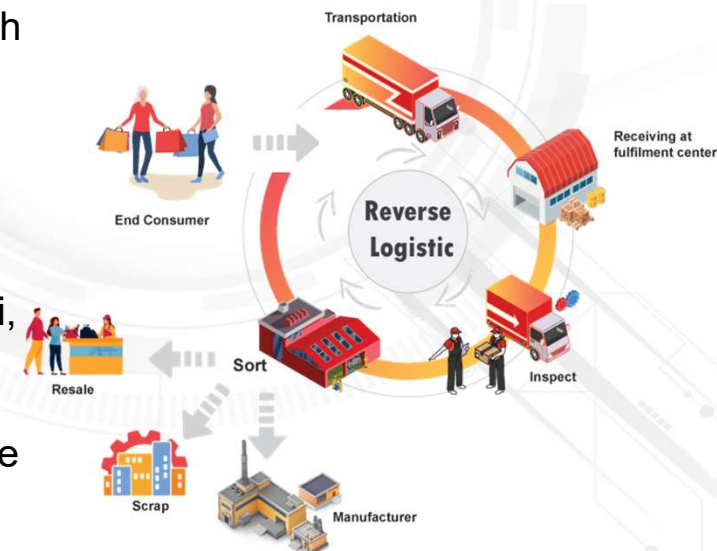 h
Transportation
Receiving at
fulfilment center
End Consumer
Reverse
Logistic
i,
Resale
Sort
Inspect
e
Scrap
Manufacturer